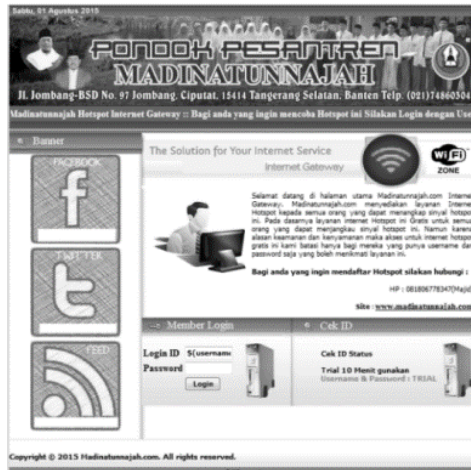 Sabtu, 01 Agustus 2015
PONDOK PESANTREN
MADINATUNNAJAH
Jl. Jombang-BSD No. 97 Jombang, Ciputat, 15414 Tangerang Selatan, Banten Telp. (021)74860304
Madinatunnajah Hotspot Internet Gateway :: Bagi anda yang ingin mencoba Hotspot ini Silakan Login dengan Use
Banner
FACEBOOK
TWITTER
FEED
The Solution for Your Internet Service
Internet Gateway
Wi Fi
ZONE
Selamat datang di halaman utama Madinatunnajah.com Interne
Gateway. Madinatunnajah.com menyediakan layanan Interne
Hotspot kepada semua orang yang dapat menangkap sinyal hotspo
ini. Pada dasarnya layanan internet Hotspot ini Gratis untuk semua
orang yang dapat menjangkau sinyal hotspot ini. Namun karena
alasan keamanan dan kenyamanan maka akses untuk internet hotspo
gratis ini kami batasi hanya bagi mereka yang punya username da
password saja yang boleh menikmati layanan ini.
Bagi anda yang ingin mendaftar Hotspot silakan hubungi :
HP : 081806778347(Majid)
Site : www.madinatunnajah.com
Member Login
Login ID $(username
Password
Login
Cek ID
Cek ID Status
Trial 10 Menit gunakan
Username & Password : TRIAL
Copyright © 2015 Madinatunnajah.com. All rights reserved.